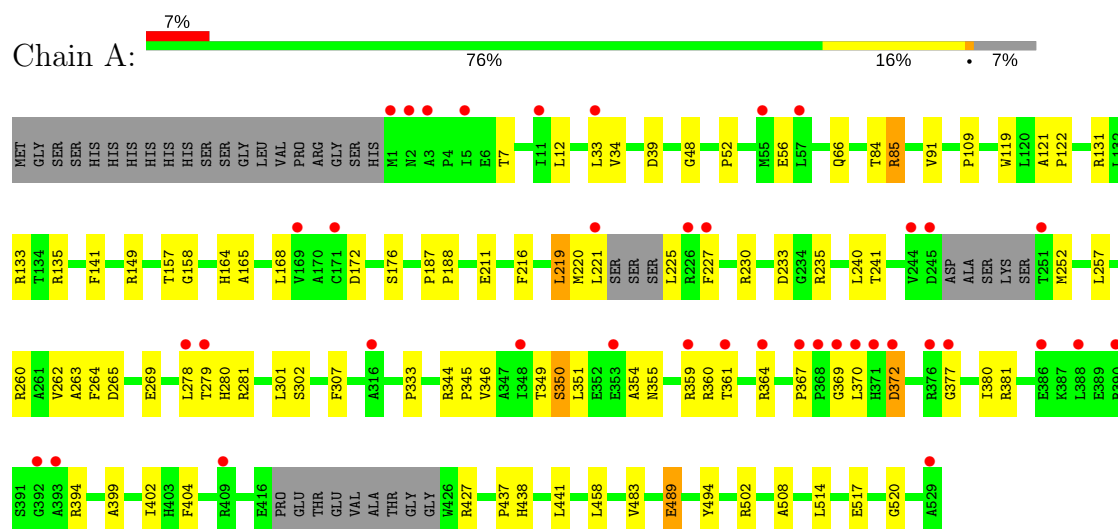 7%
Chain A:
76% 16% • 7%
MET GLY SER SER HIS HIS HIS HIS HIS HIS SER SER GLY LEU VAL PRO ARG GLY SER HIS M1 N2 A3 P4 I5 E6 T7 I11 L12 L33 V34 D39 G48 P52 M55 E56 L57 Q66 T84 R85 V91 P109 W119 L120 A121 P122 R131 L132
R133 T134 R135 F141 R149 T157 G158 H164 A165 L168 V169 A170 C171 D172 S176 P187 P188 E211 F216 L219 M220 L221 SER SER SER L225 R226 F227 R230 D233 G234 R235 L240 T241 V244 D245 ASP ALA SER LYS SER T251 M252 L257
R260 A261 V262 A263 F264 D265 E269 L278 T279 H280 R281 L301 S302 F307 A316 P333 R344 P345 V346 A347 I348 T349 S350 L351 E352 E353 A354 N355 R359 R360 T361 R364 P367 P368 G369 L370 H371 D372 R376 G377 I380 R381 E386 K387 L388 E389 R390
S391 G392 A393 R394 A399 I402 H403 F404 R409 E416 PRO GLU THR GLU VAL ALA THR GLY GLY W426 R427 P437 H438 L441 L458 V483 E489 Y494 R502 A508 L514 E517 G520 A529